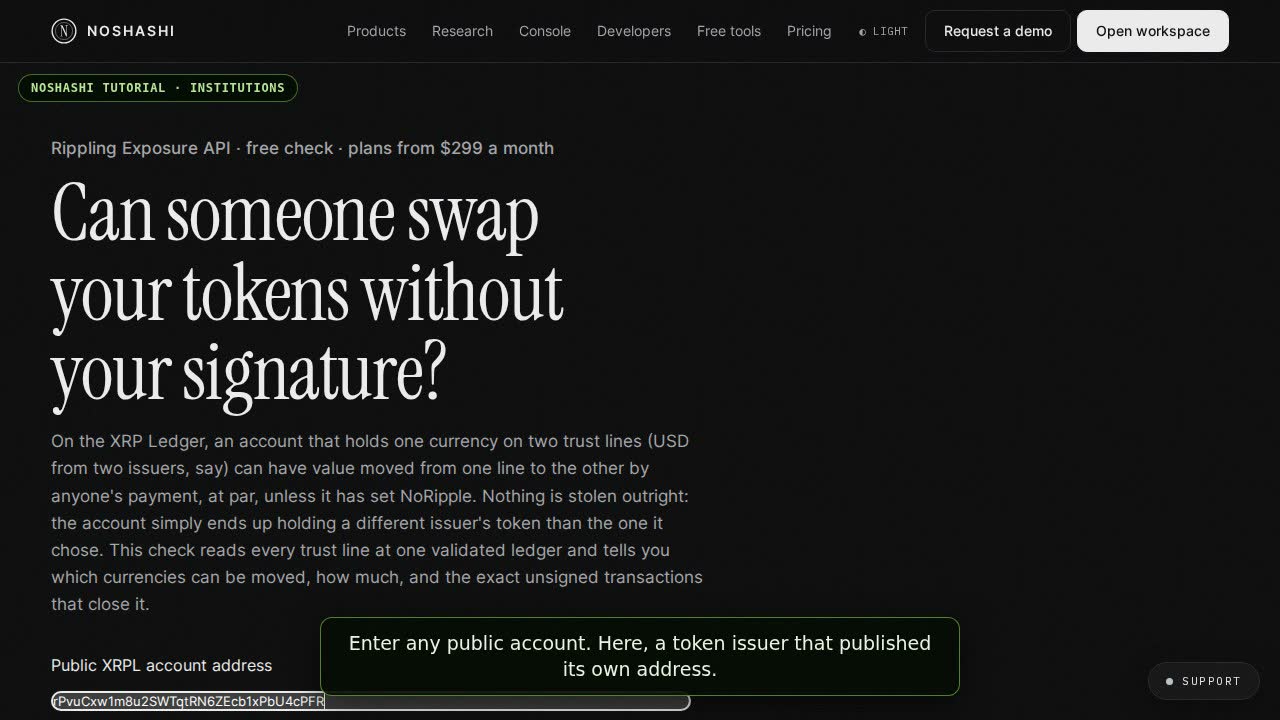 NOSHASHI
Products Research Console Developers Free tools Pricing ◐ LIGHT Request a demo Open workspace
NOSHASHI TUTORIAL · INSTITUTIONS
Rippling Exposure API · free check · plans from $299 a month
Can someone swap
your tokens without
your signature?
On the XRP Ledger, an account that holds one currency on two trust lines (USD
from two issuers, say) can have value moved from one line to the other by
anyone's payment, at par, unless it has set NoRipple. Nothing is stolen outright:
the account simply ends up holding a different issuer's token than the one it
chose. This check reads every trust line at one validated ledger and tells you
which currencies can be moved, how much, and the exact unsigned transactions
that close it.
Enter any public account. Here, a token issuer that published
its own address.
Public XRPL account address
rPvuCxw1m8u2SWTqtRN6ZEcb1xPbU4cPFR
SUPPORT